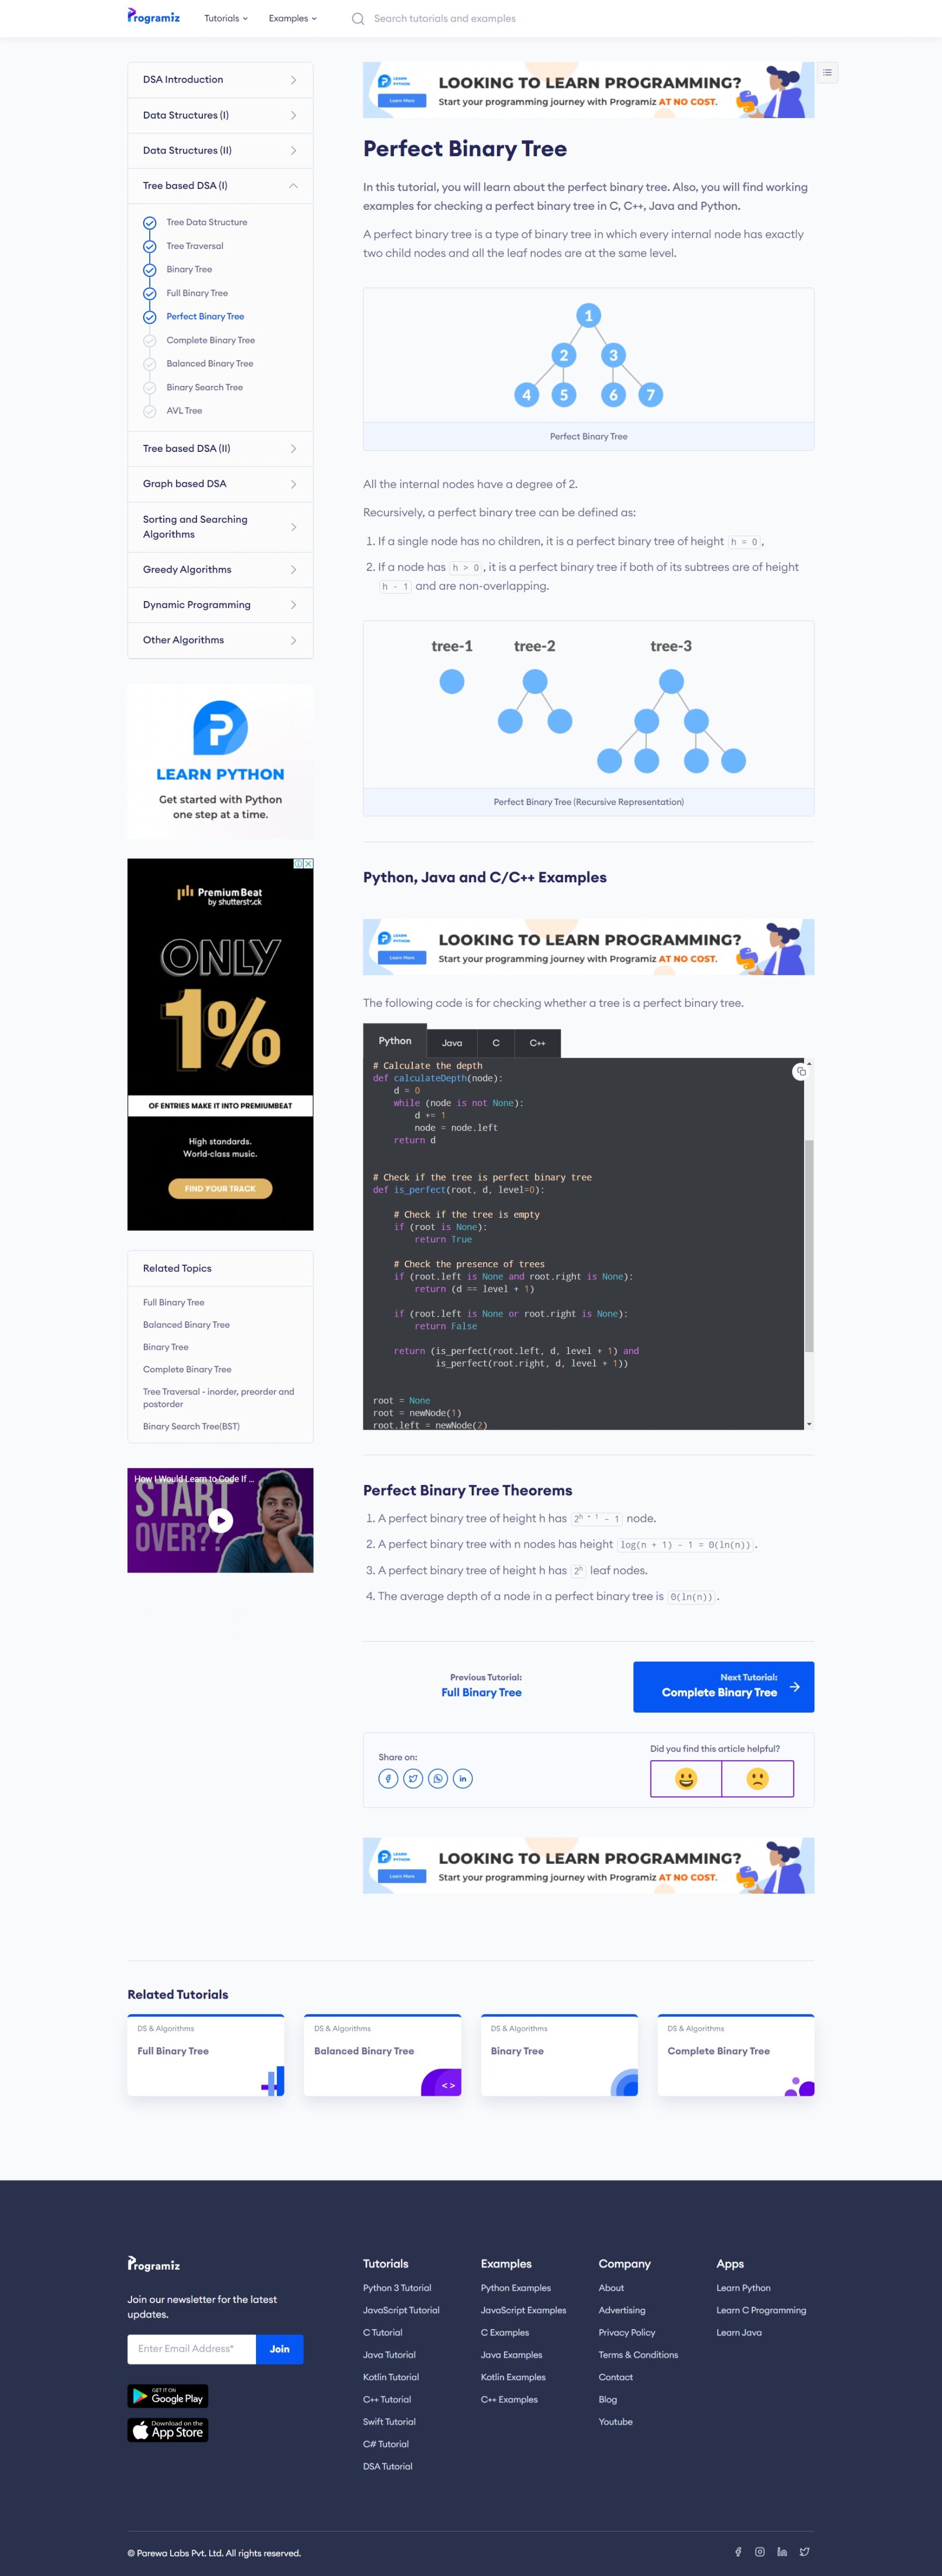 Programiz
Tutorials
Examples
Search tutorials and examples
DSA Introduction
Data Structures (I)
Data Structures (II)
Tree based DSA (I)
Tree Data Structure
Tree Traversal
Binary Tree
Full Binary Tree
Perfect Binary Tree
Complete Binary Tree
Balanced Binary Tree
Binary Search Tree
AVL Tree
Tree based DSA (II)
Graph based DSA
Sorting and Searching
Algorithms
Greedy Algorithms
Dynamic Programming
Other Algorithms
LEARN PYTHON
Get started with Python
one step at a time.
PremiumBeat
by shutterstock
ONLY
1%
OF ENTRIES MAKE IT INTO PREMIUMBEAT
High standards.
World-class music.
FIND YOUR TRACK
Related Topics
Full Binary Tree
Balanced Binary Tree
Binary Tree
Complete Binary Tree
Tree Traversal - inorder, preorder and
postorder
Binary Search Tree(BST)
How I Would Learn to Code If ...
START
OVER??
LEARN
PYTHON
Learn More
LOOKING TO LEARN PROGRAMMING?
Start your programming journey with Programiz AT NO COST.
Perfect Binary Tree
In this tutorial, you will learn about the perfect binary tree. Also, you will find working
examples for checking a perfect binary tree in C, C++, Java and Python.
A perfect binary tree is a type of binary tree in which every internal node has exactly
two child nodes and all the leaf nodes are at the same level.
1
2 3
4 5 6 7
Perfect Binary Tree
All the internal nodes have a degree of 2.
Recursively, a perfect binary tree can be defined as:
1. If a single node has no children, it is a perfect binary tree of height h = 0,
2. If a node has h > 0, it is a perfect binary tree if both of its subtrees are of height
h - 1 and are non-overlapping.
tree-1 tree-2 tree-3
Perfect Binary Tree (Recursive Representation)
Python, Java and C/C++ Examples
LEARN
PYTHON
Learn More
LOOKING TO LEARN PROGRAMMING?
Start your programming journey with Programiz AT NO COST.
The following code is for checking whether a tree is a perfect binary tree.
Python Java C C++
# Calculate the depth
def calculateDepth(node):
    d = 0
    while (node is not None):
        d += 1
        node = node.left
    return d
# Check if the tree is perfect binary tree
def is_perfect(root, d, level=0):
    # Check if the tree is empty
    if (root is None):
        return True
    # Check the presence of trees
    if (root.left is None and root.right is None):
        return (d == level + 1)
    if (root.left is None or root.right is None):
        return False
    return (is_perfect(root.left, d, level + 1) and
            is_perfect(root.right, d, level + 1))
root = None
root = newNode(1)
root.left = newNode(2)
Perfect Binary Tree Theorems
1. A perfect binary tree of height h has 2^h + 1 – 1 node.
2. A perfect binary tree with n nodes has height log(n + 1) – 1 = Θ(ln(n)).
3. A perfect binary tree of height h has 2^h leaf nodes.
4. The average depth of a node in a perfect binary tree is Θ(ln(n)).
Previous Tutorial:
Full Binary Tree
Next Tutorial:
Complete Binary Tree
Share on:
Did you find this article helpful?
LEARN
PYTHON
Learn More
LOOKING TO LEARN PROGRAMMING?
Start your programming journey with Programiz AT NO COST.
Related Tutorials
DS & Algorithms
Full Binary Tree
DS & Algorithms
Balanced Binary Tree
< >
DS & Algorithms
Binary Tree
DS & Algorithms
Complete Binary Tree
Programiz
Join our newsletter for the latest
updates.
Enter Email Address*
Join
GET IT ON
Google Play
Download on the
App Store
Tutorials
Python 3 Tutorial
JavaScript Tutorial
C Tutorial
Java Tutorial
Kotlin Tutorial
C++ Tutorial
Swift Tutorial
C# Tutorial
DSA Tutorial
Examples
Python Examples
JavaScript Examples
C Examples
Java Examples
Kotlin Examples
C++ Examples
Company
About
Advertising
Privacy Policy
Terms & Conditions
Contact
Blog
Youtube
Apps
Learn Python
Learn C Programming
Learn Java
© Parewa Labs Pvt. Ltd. All rights reserved.